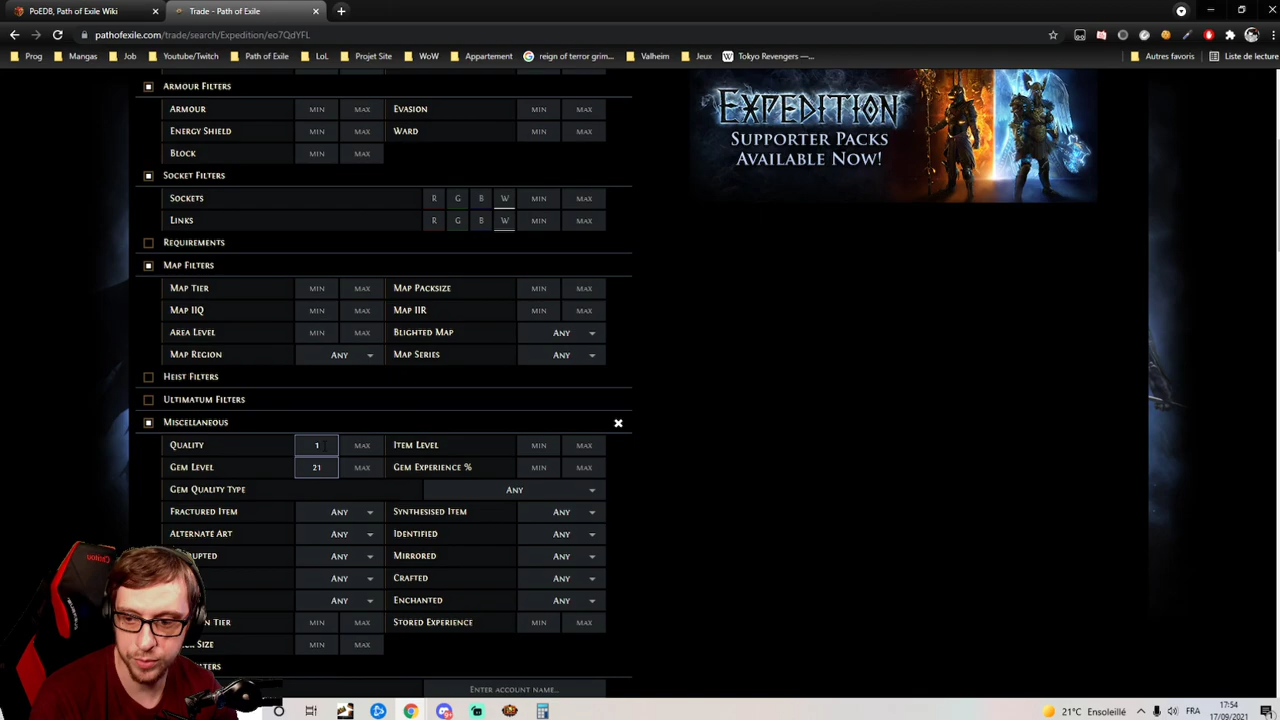 PoEDB, Path of Exile Wiki
Trade - Path of Exile
pathofexile.com/trade/search/Expedition/eo7QdYFL
Prog Mangas Job Youtube/Twitch Path of Exile LoL Projet Site WoW Appartement reign of terror grim... Valheim Jeux Tokyo Revengers —... Autres favoris Liste de lecture
ARMOUR FILTERS
ARMOUR MIN MAX EVASION MIN MAX
ENERGY SHIELD MIN MAX WARD MIN MAX
BLOCK MIN MAX
SOCKET FILTERS
SOCKETS R G B W MIN MAX
LINKS R G B W MIN MAX
REQUIREMENTS
MAP FILTERS
MAP TIER MIN MAX MAP PACKSIZE MIN MAX
MAP IIQ MIN MAX MAP IIR MIN MAX
AREA LEVEL MIN MAX BLIGHTED MAP ANY
MAP REGION ANY MAP SERIES ANY
HEIST FILTERS
ULTIMATUM FILTERS
MISCELLANEOUS
QUALITY 1 MAX ITEM LEVEL MIN MAX
GEM LEVEL 21 MAX GEM EXPERIENCE % MIN MAX
GEM QUALITY TYPE ANY
FRACTURED ITEM ANY SYNTHESISED ITEM ANY
ALTERNATE ART ANY IDENTIFIED ANY
ANY MIRRORED ANY
ANY CRAFTED ANY
ANY ENCHANTED ANY
TIER MIN MAX STORED EXPERIENCE MIN MAX
SIZE MIN MAX
ENTER ACCOUNT NAME...
EXPEDITION
SUPPORTER PACKS
AVAILABLE NOW!
21°C Ensoleillé FRA 17:54
17/09/2021